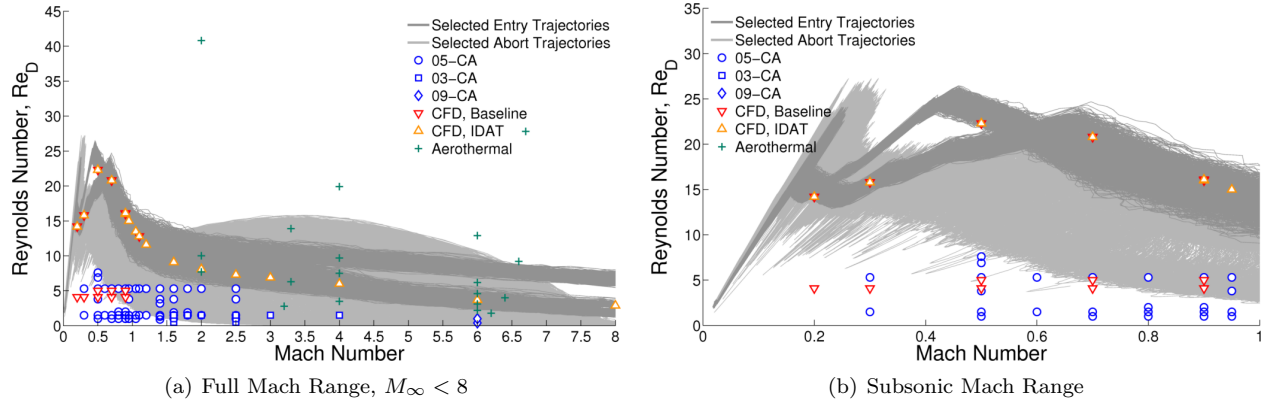 45
40
35
30
25
20
15
10
5
0
Reynolds Number, Re_D
0 0.5 1 1.5 2 2.5 3 3.5 4 4.5 5 5.5 6 6.5 7 7.5 8
Mach Number
Selected Entry Trajectories
Selected Abort Trajectories
05−CA
03−CA
09−CA
CFD, Baseline
CFD, IDAT
Aerothermal
(a) Full Mach Range, M∞ < 8
35
30
25
20
15
10
5
0
Reynolds Number, Re_D
0 0.2 0.4 0.6 0.8 1
Mach Number
Selected Entry Trajectories
Selected Abort Trajectories
05−CA
03−CA
09−CA
CFD, Baseline
CFD, IDAT
Aerothermal
(b) Subsonic Mach Range